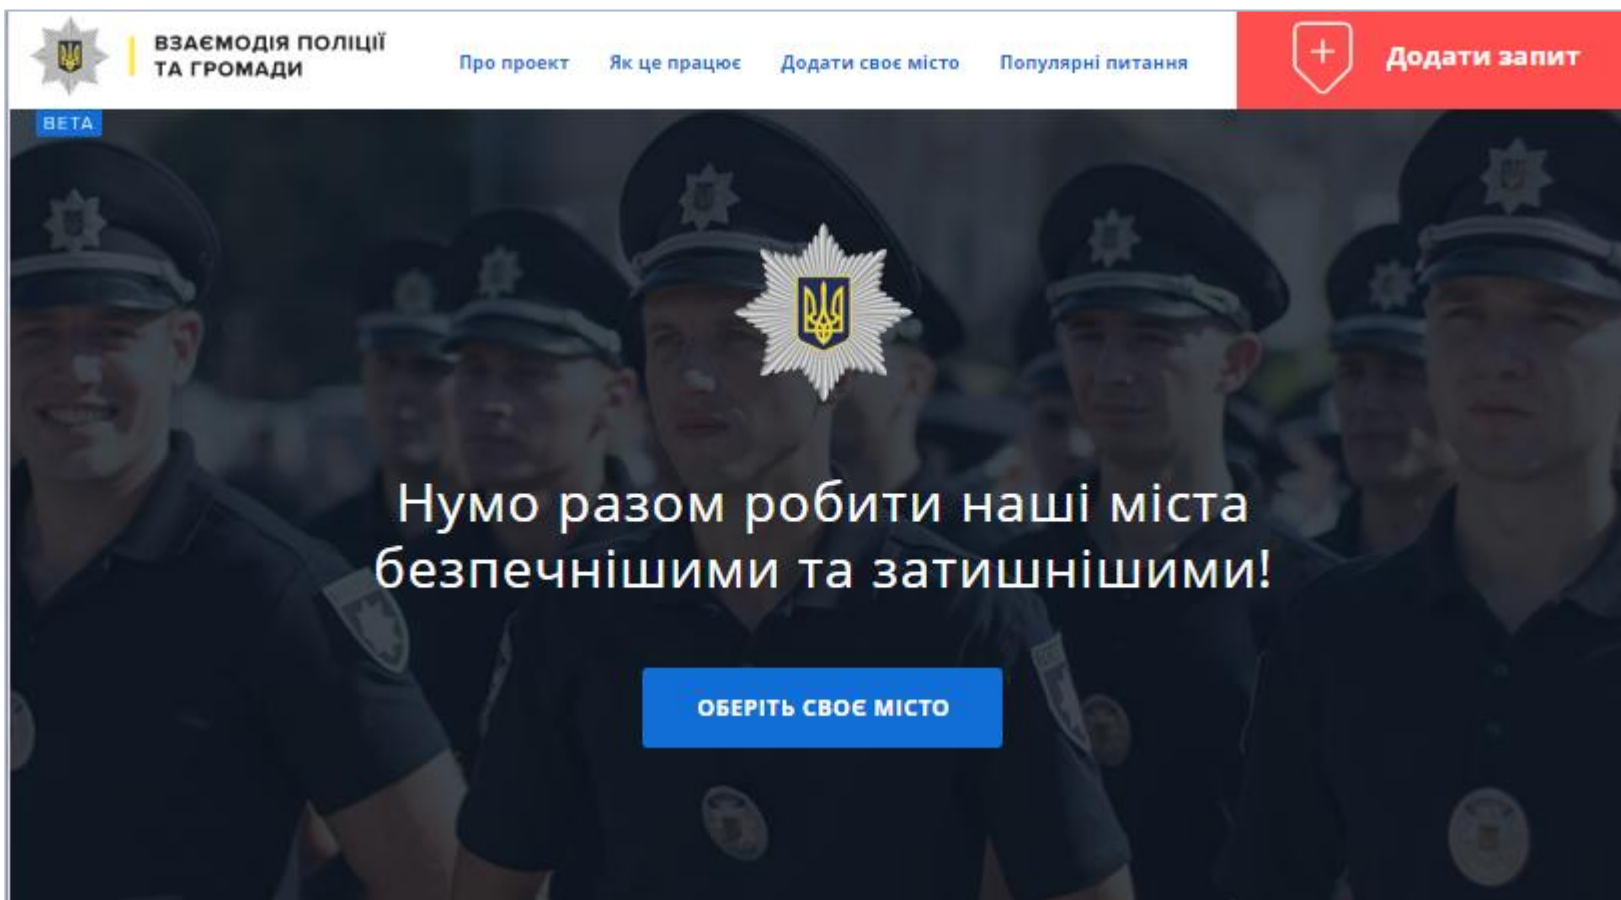 ВЗАЄМОДІЯ ПОЛІЦІЇ
ТА ГРОМАДИ
Про проект
Як це працює
Додати своє місто
Популярні питання
Додати запит
BETA
Нумо разом робити наші міста
безпечнішими та затишнішими!
ОБЕРІТЬ СВОЄ МІСТО